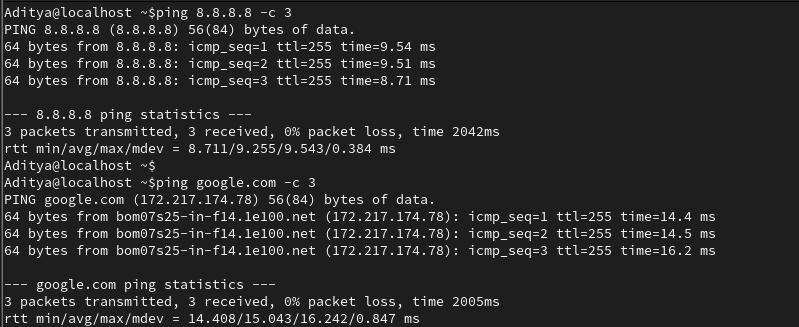 Aditya@localhost ~$ping 8.8.8.8 -c 3
PING 8.8.8.8 (8.8.8.8) 56(84) bytes of data.
64 bytes from 8.8.8.8: icmp_seq=1 ttl=255 time=9.54 ms
64 bytes from 8.8.8.8: icmp_seq=2 ttl=255 time=9.51 ms
64 bytes from 8.8.8.8: icmp_seq=3 ttl=255 time=8.71 ms

--- 8.8.8.8 ping statistics ---
3 packets transmitted, 3 received, 0% packet loss, time 2042ms
rtt min/avg/max/mdev = 8.711/9.255/9.543/0.384 ms
Aditya@localhost ~$
Aditya@localhost ~$ping google.com -c 3
PING google.com (172.217.174.78) 56(84) bytes of data.
64 bytes from bom07s25-in-f14.1e100.net (172.217.174.78): icmp_seq=1 ttl=255 time=14.4 ms
64 bytes from bom07s25-in-f14.1e100.net (172.217.174.78): icmp_seq=2 ttl=255 time=14.5 ms
64 bytes from bom07s25-in-f14.1e100.net (172.217.174.78): icmp_seq=3 ttl=255 time=16.2 ms

--- google.com ping statistics ---
3 packets transmitted, 3 received, 0% packet loss, time 2005ms
rtt min/avg/max/mdev = 14.408/15.043/16.242/0.847 ms